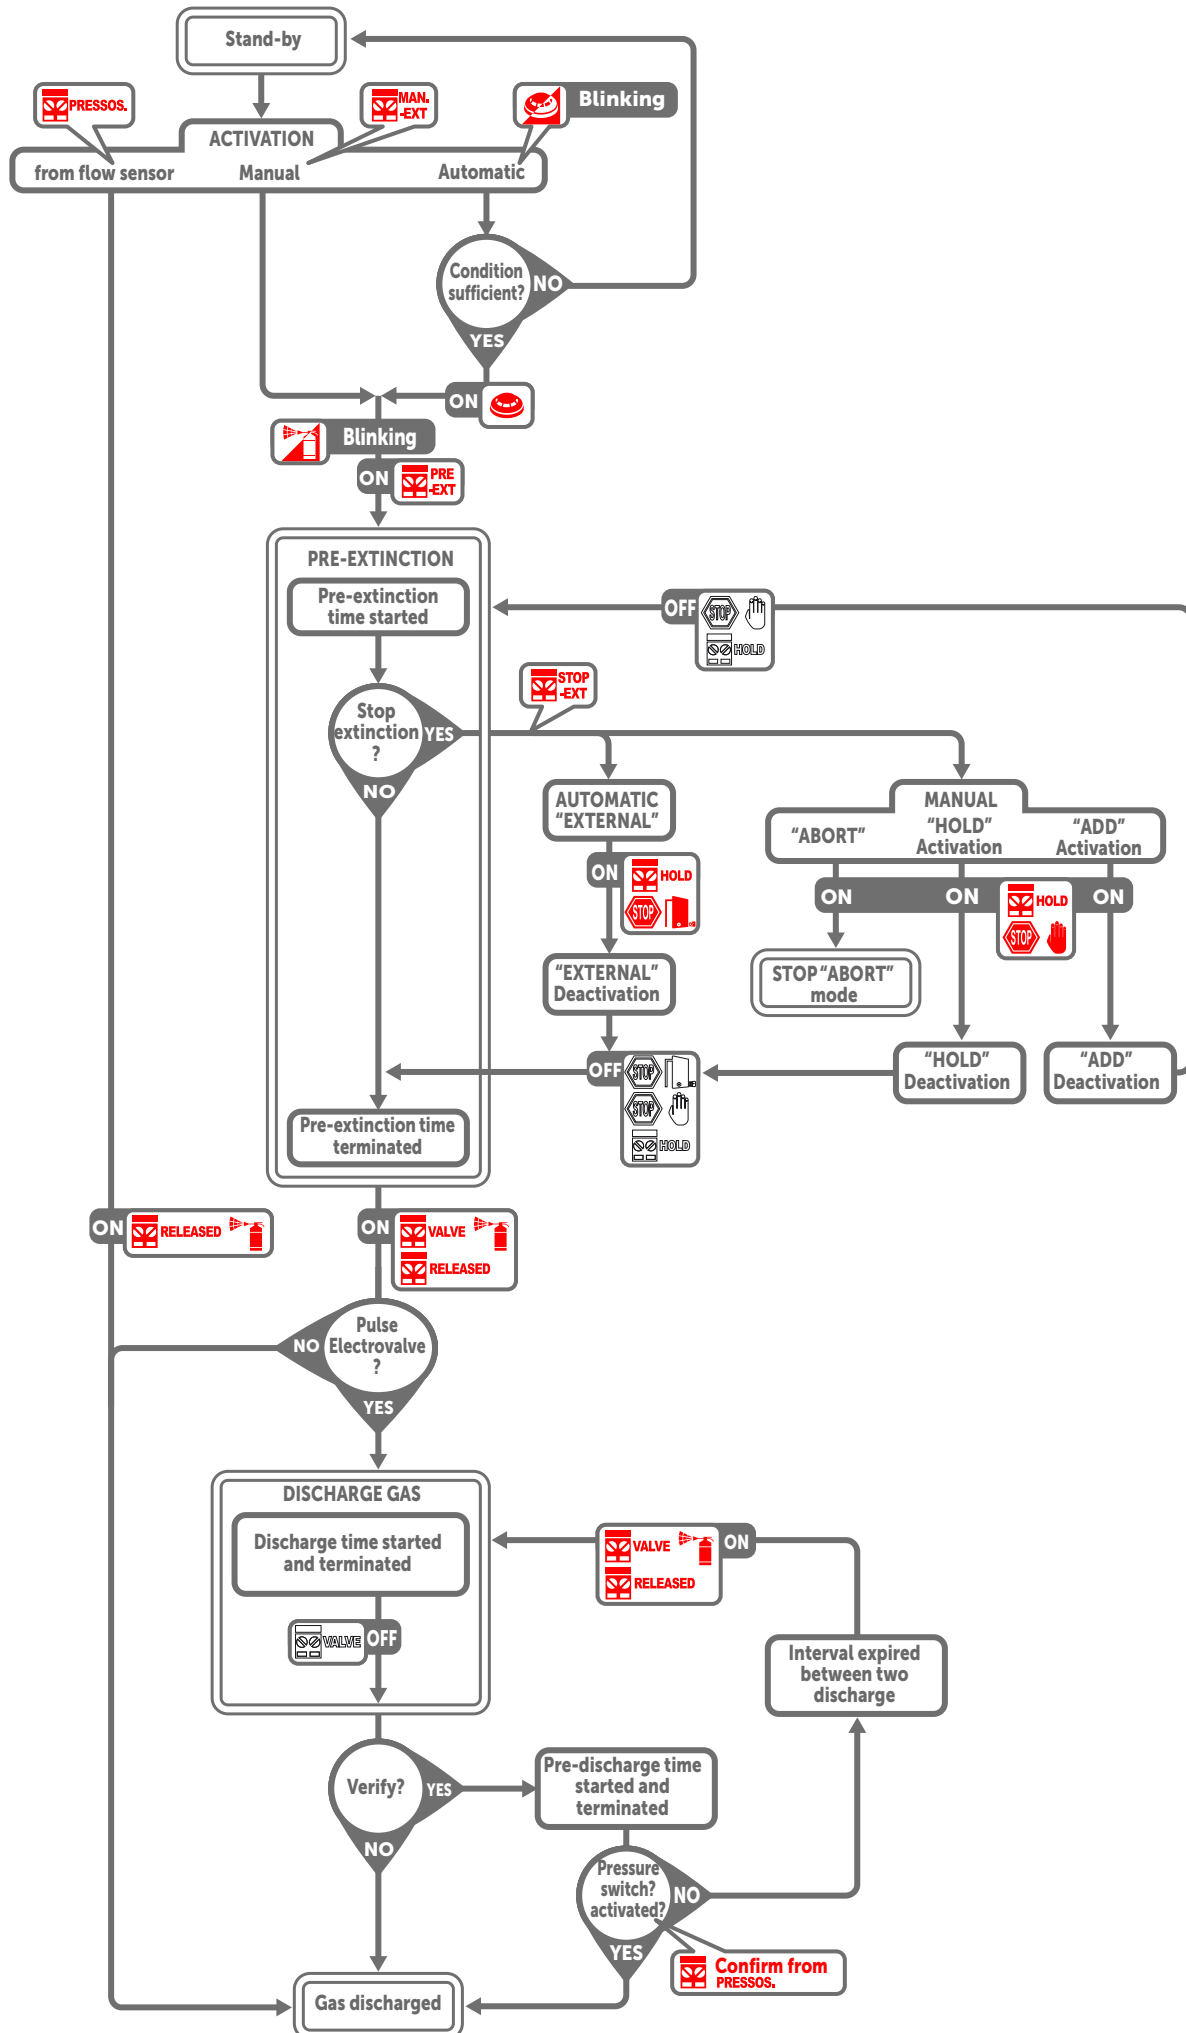 Stand-by
PRESSOS.
MAN.
-EXT
Blinking
ACTIVATION
from flow sensor
Manual
Automatic
Condition
sufficient?
NO
YES
ON
Blinking
ON
PRE
-EXT
PRE-EXTINCTION
Pre-extinction
time started
OFF
STOP
HOLD
STOP
-EXT
Stop
extinction
?
YES
NO
AUTOMATIC
“EXTERNAL”
MANUAL
“ABORT”
“HOLD”
Activation
“ADD”
Activation
ON
HOLD
STOP
ON
ON
HOLD
STOP
ON
“EXTERNAL”
Deactivation
STOP “ABORT”
mode
“HOLD”
Deactivation
“ADD”
Deactivation
OFF
STOP
STOP
HOLD
Pre-extinction time
terminated
ON
RELEASED
ON
VALVE
RELEASED
Pulse
Electrovalve
?
NO
YES
DISCHARGE GAS
Discharge time started
and terminated
VALVE
OFF
VALVE
RELEASED
ON
Interval expired
between two
discharge
Verify?
YES
NO
Pre-discharge time
started and
terminated
Pressure
switch?
activated?
NO
YES
Confirm from
PRESSOS.
Gas discharged